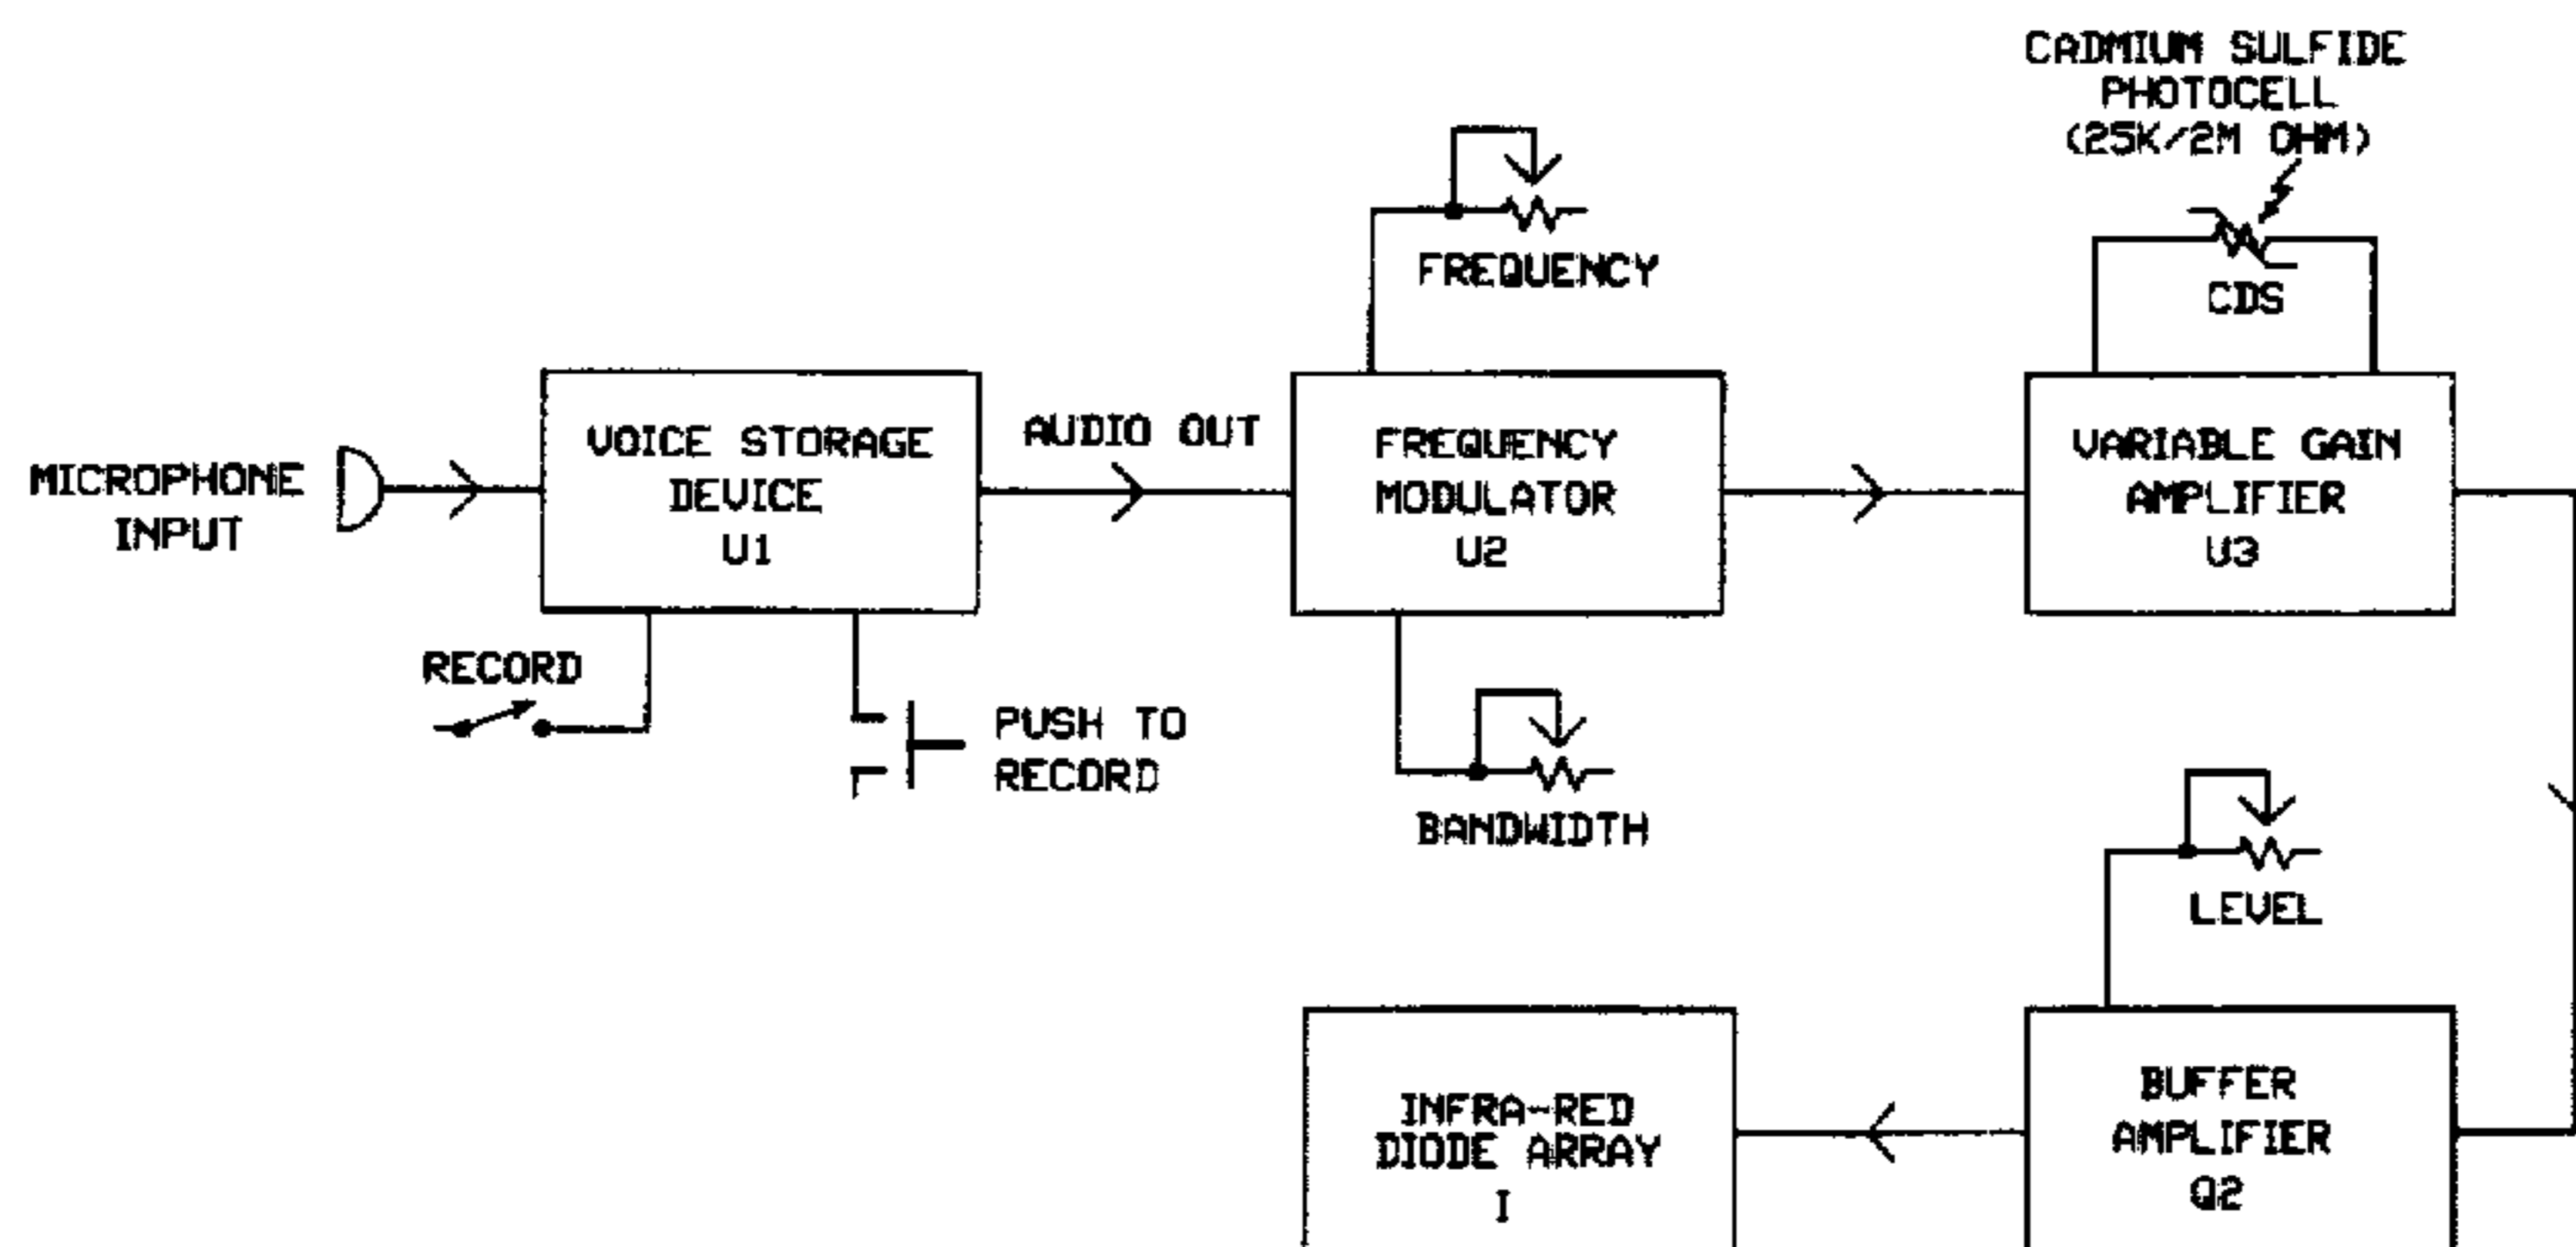 CADMIUM SULFIDE
PHOTOCELL
(25K/2M OHM)
FREQUENCY
CDS
MICROPHONE
INPUT
VOICE STORAGE
DEVICE
U1
AUDIO OUT
FREQUENCY
MODULATOR
U2
VARIABLE GAIN
AMPLIFIER
U3
RECORD
PUSH TO
RECORD
BANDWIDTH
LEVEL
INFRA-RED
DIODE ARRAY
I
BUFFER
AMPLIFIER
Q2